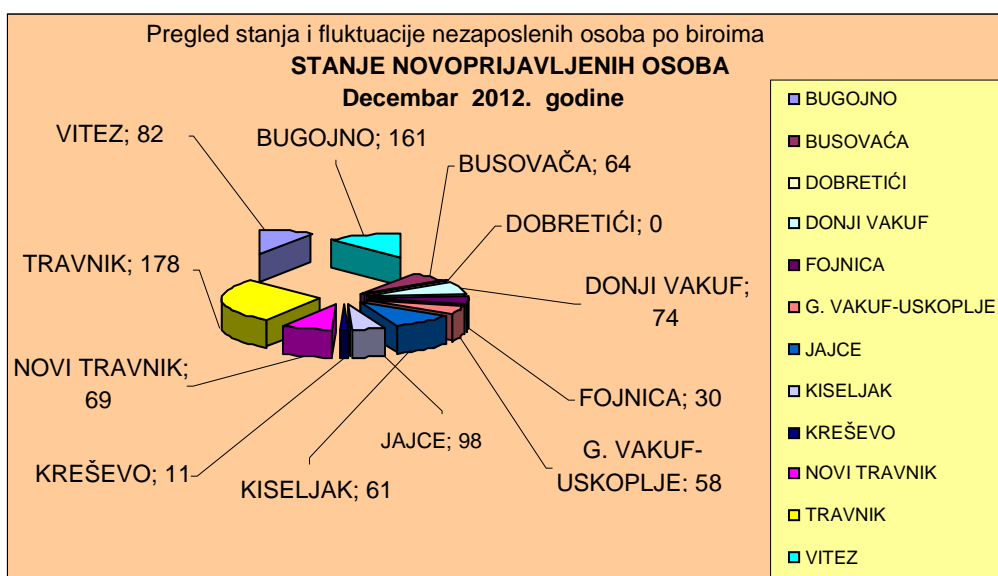 Pregled stanja i fluktuacije nezaposlenih osoba po biroima
STANJE NOVOPRIJAVLJENIH OSOBA
Decembar 2012. godine
VITEZ; 82
BUGOJNO; 161
BUSOVAČA; 64
DOBRETIĆI; 0
DONJI VAKUF;
74
FOJNICA; 30
G. VAKUF-
USKOPLJE; 58
JAJCE; 98
KISELJAK; 61
KREŠEVO; 11
NOVI TRAVNIK;
69
TRAVNIK; 178
BUGOJNO
BUSOVAĆA
DOBRETIĆI
DONJI VAKUF
FOJNICA
G. VAKUF-USKOPLJE
JAJCE
KISELJAK
KREŠEVO
NOVI TRAVNIK
TRAVNIK
VITEZ